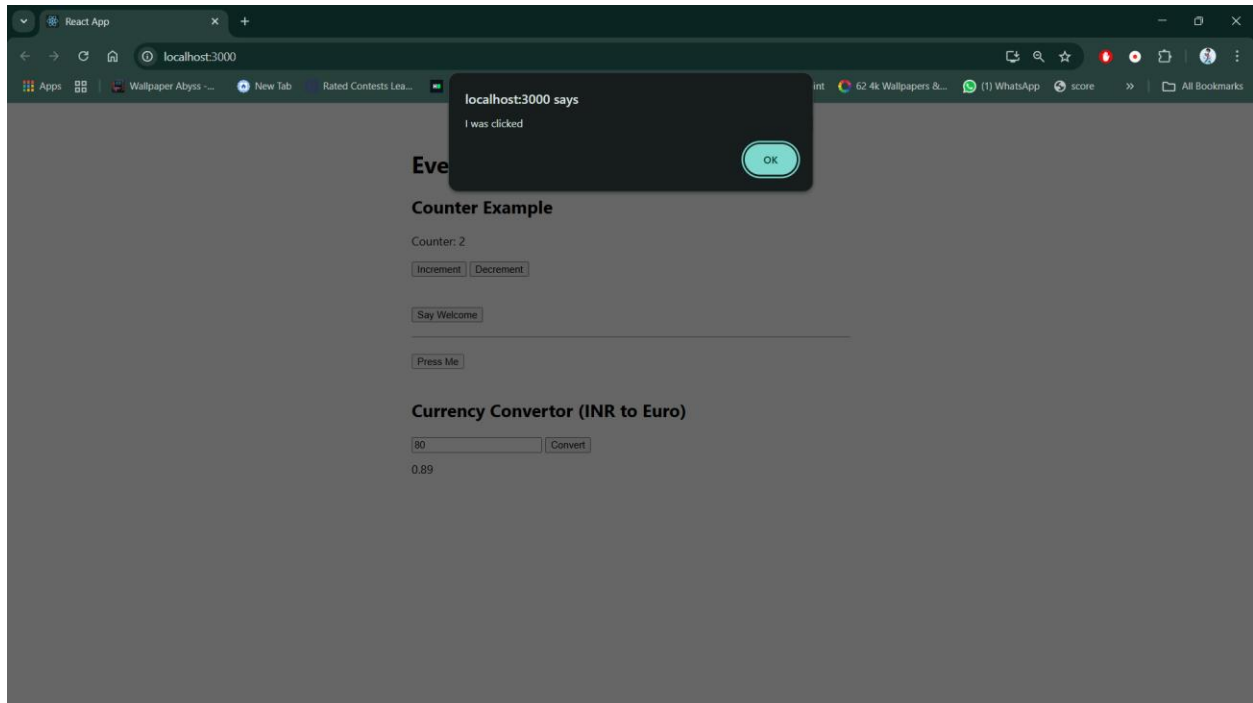 React App
localhost:3000
Apps Wallpaper Abyss -... New Tab Rated Contests Lea... int 62 4k Wallpapers &... (1) WhatsApp score » All Bookmarks
localhost:3000 says
I was clicked
OK
Eve
Counter Example
Counter: 2
Increment Decrement
Say Welcome
Press Me
Currency Convertor (INR to Euro)
80 Convert
0.89